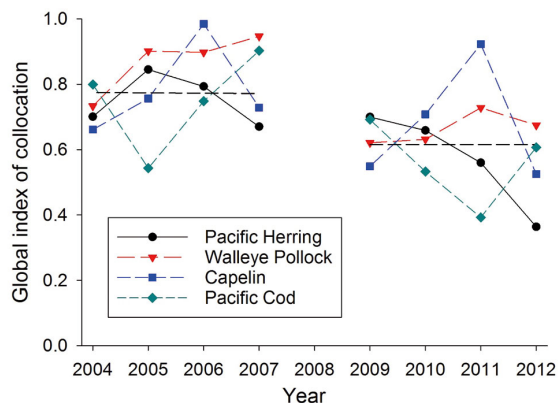 Global index of collocation
1.0
0.8
0.6
0.4
0.2
0.0
Pacific Herring
Walleye Pollock
Capelin
Pacific Cod
2004 2005 2006 2007 2008 2009 2010 2011 2012
Year